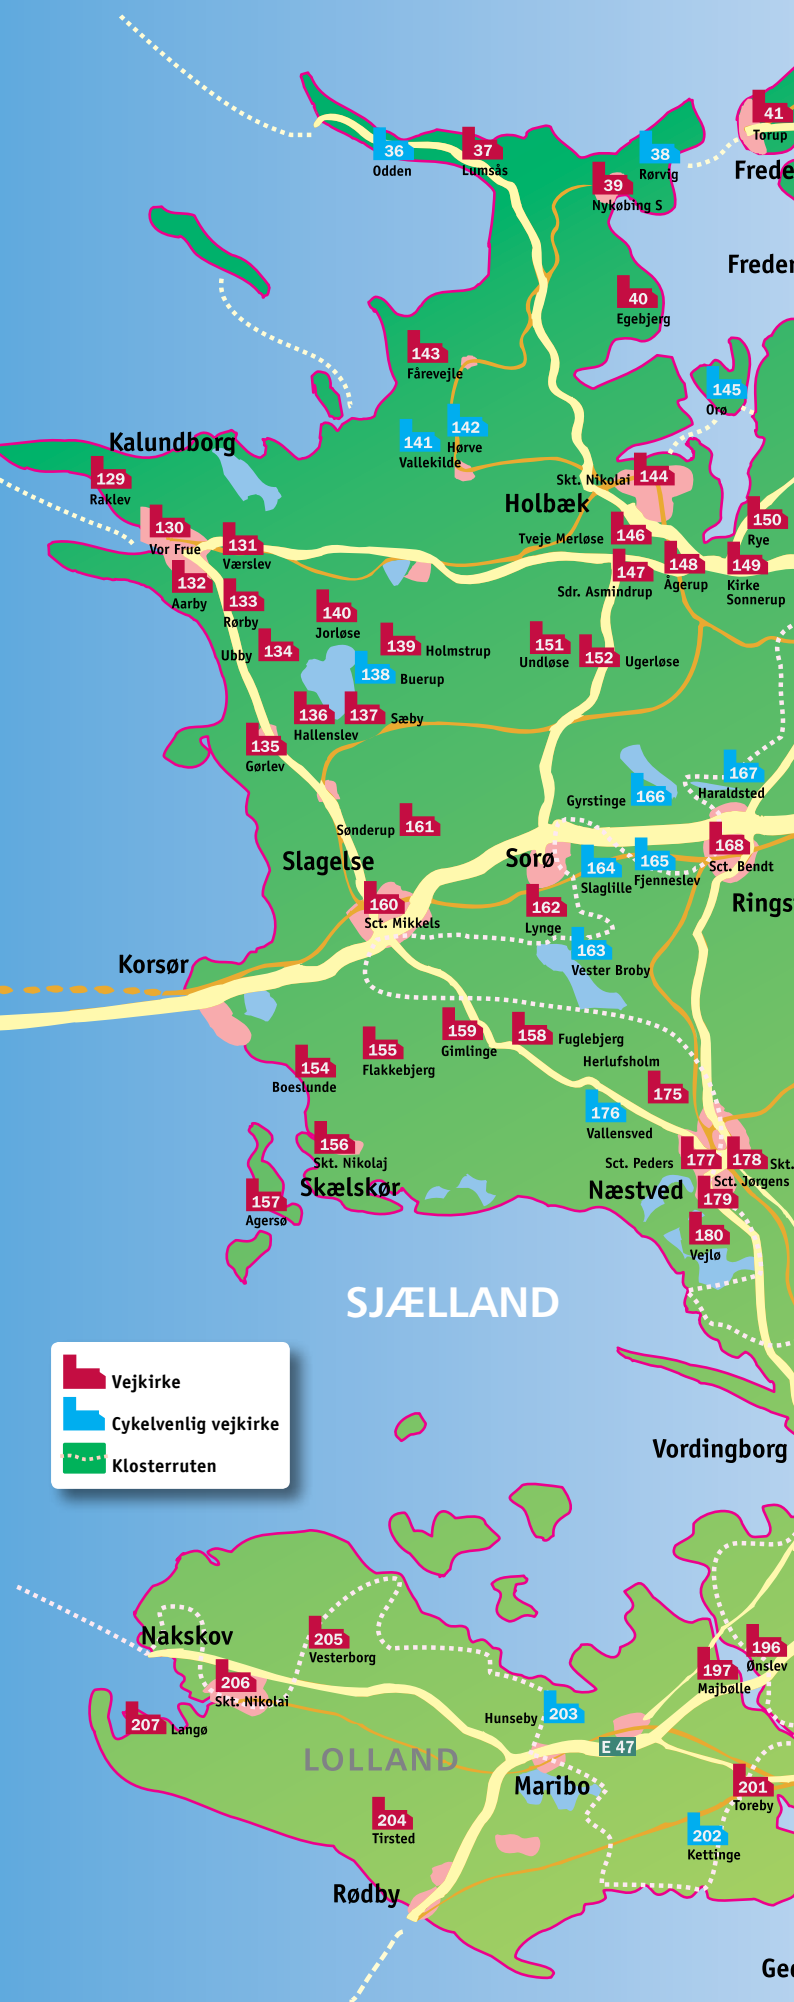 41
Torup
36
Odden
37
Lumsås
38
Rørvig
Frede
39
Nykøbing S
Freder
40
Egebjerg
143
Fårevejle
145
Orø
142
Hørve
141
Vallekilde
Kalundborg
129
Raklev
144
Skt. Nikolai
Holbæk
130
Vor Frue
131
Værslev
Tveje Merløse
146
150
Rye
132
Aarby
147
Sdr. Asmindrup
148
Ågerup
149
Kirke
Sonnerup
133
Rørby
140
Jorløse
Ubby
134
139
Holmstrup
151
Undløse
152
Ugerløse
138
Buerup
136
Hallenslev
137
Sæby
135
Gørlev
167
Haraldsted
Gyrstinge
166
Sønderup
161
168
Sct. Bendt
Slagelse
Sorø
164
Slaglille
165
Fjenneslev
160
Sct. Mikkels
162
Lynge
Rings
163
Vester Broby
Korsør
159
Gimlinge
158
Fuglebjerg
155
Flakkebjerg
154
Boeslunde
Herlufsholm
175
176
Vallensved
156
Skt. Nikolaj
Sct. Peders
177
178
Skt.
Sct. Jørgens
Skælskør
157
Agersø
Næstved
179
180
Vejlø
SJÆLLAND
Vejkirke
Cykelvenlig vejkirke
Klosterruten
Vordingborg
Nakskov
205
Vesterborg
196
Ønslev
206
Skt. Nikolai
197
Majbølle
207
Langø
Hunseby
203
E 47
LOLLAND
Maribo
201
Toreby
204
Tirsted
202
Kettinge
Rødby
Ged